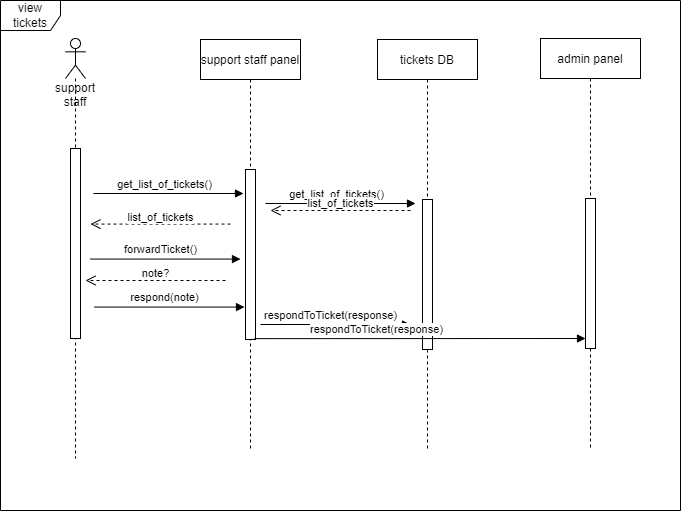 view
tickets
support staff panel
tickets DB
admin panel
support
staff
get_list_of_tickets()
get_list_of_tickets()
list_of_tickets
list_of_tickets
forwardTicket()
note?
respond(note)
respondToTicket(response)
respondToTicket(response)